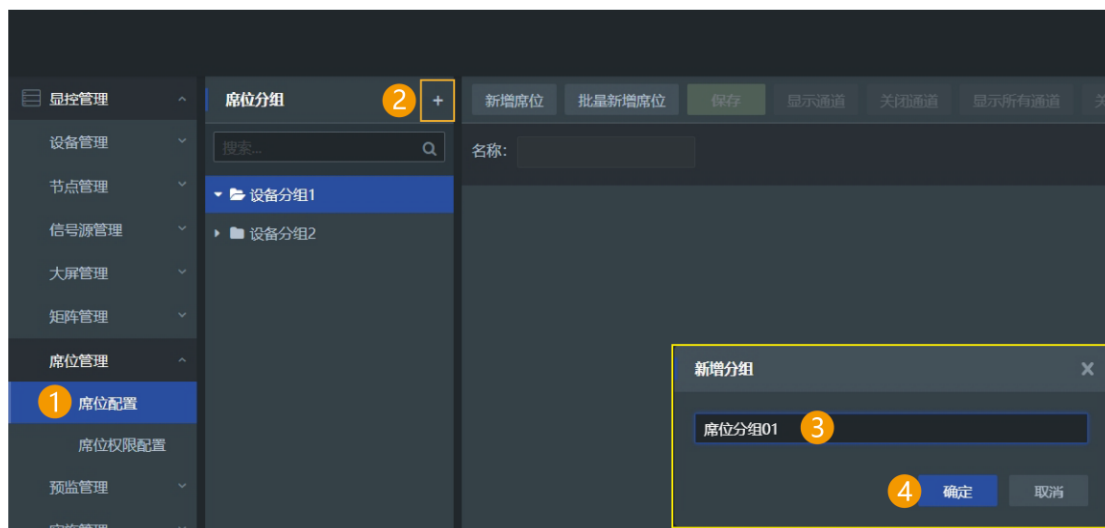 显控管理
席位分组
2
+
新增席位
批量新增席位
保存
显示通道
关闭通道
显示所有通道
关
设备管理
搜索...
名称:
节点管理
设备分组1
信号源管理
设备分组2
大屏管理
矩阵管理
席位管理
新增分组
X
1
席位配置
席位分组01
3
席位权限配置
预监管理
4
确定
取消